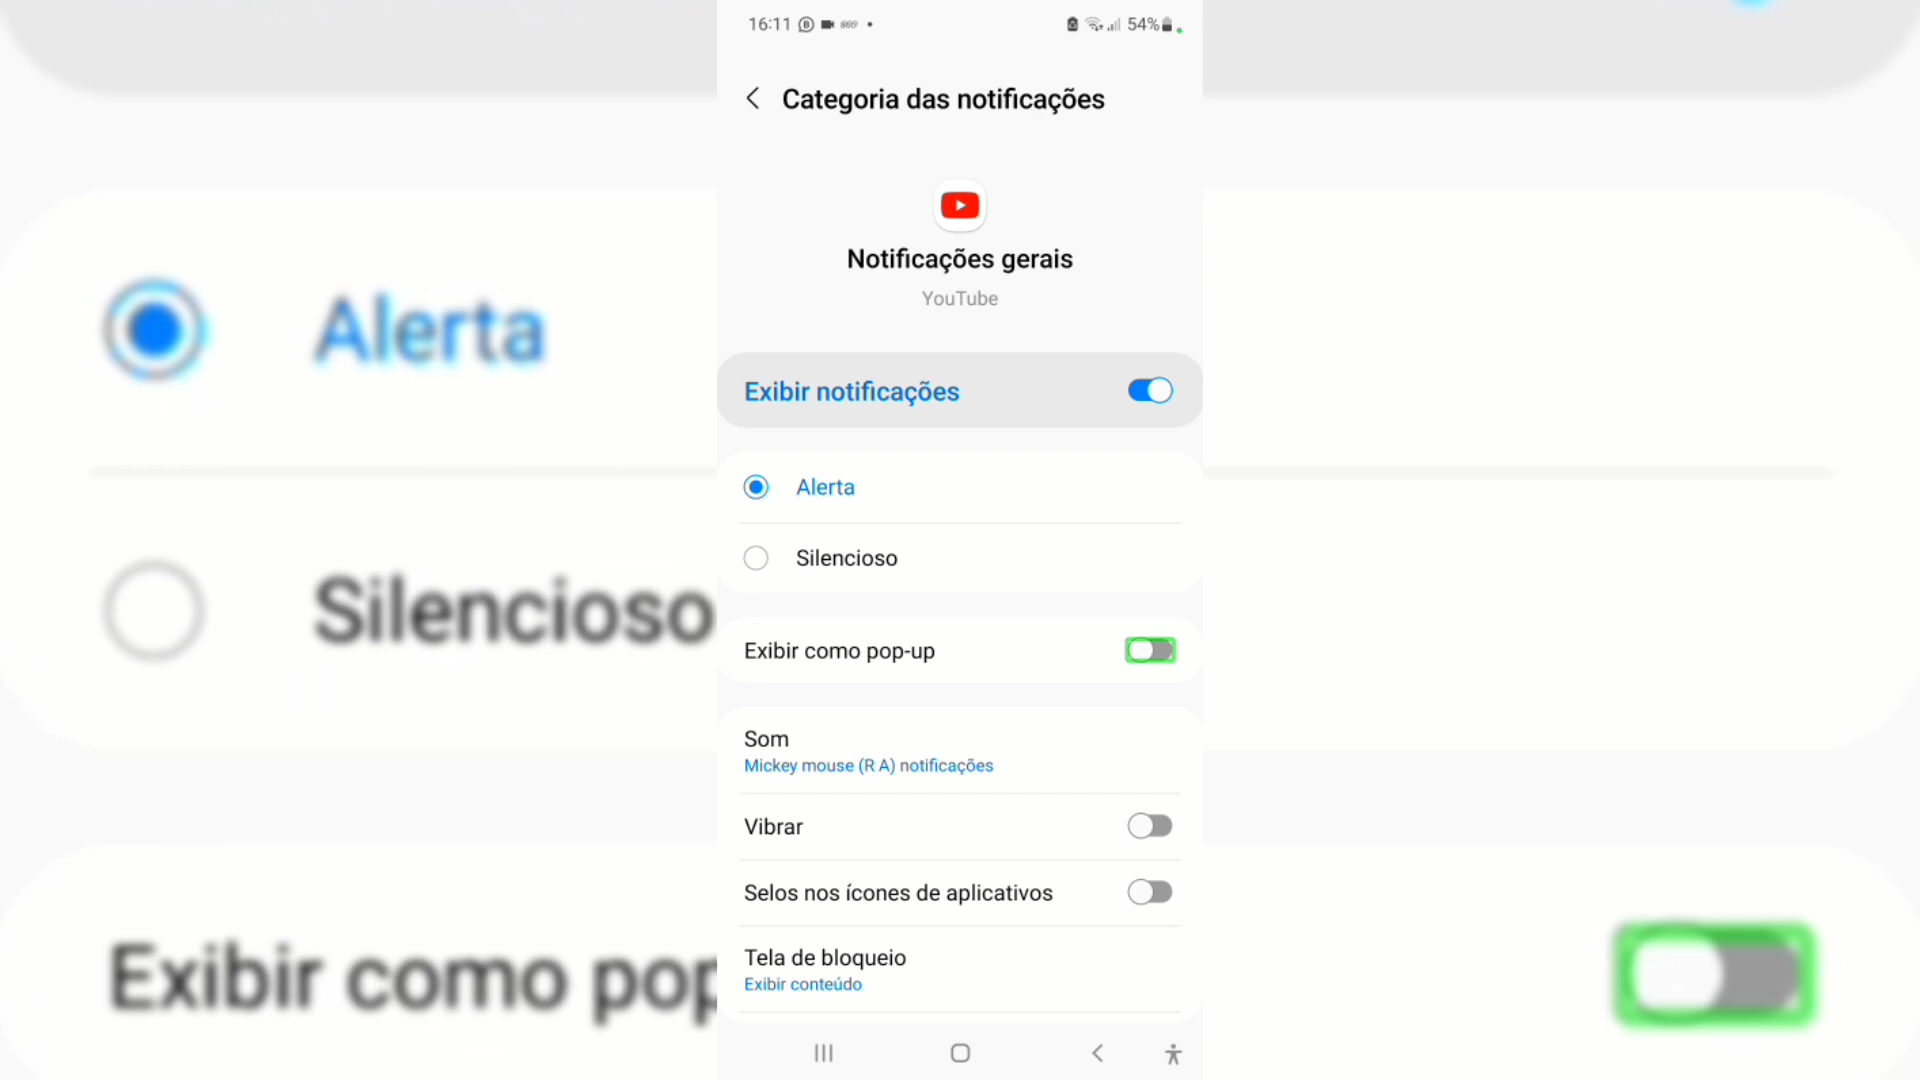 16:11 54%
Categoria das notificações
Notificações gerais
YouTube
Exibir notificações
Alerta
Silencioso
Exibir como pop-up
Som
Mickey mouse (R A) notificações
Vibrar
Selos nos ícones de aplicativos
Tela de bloqueio
Exibir conteúdo
Alerta
Silencioso
Exibir como pop